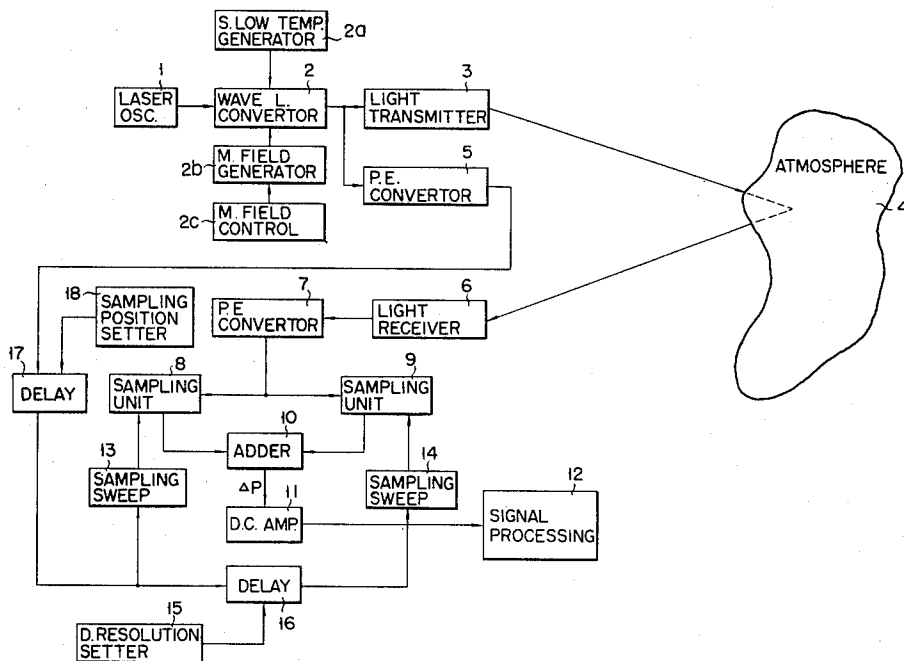 S. LOW TEMP.
GENERATOR
2a
1
LASER
OSC.
2
WAVE L.
CONVERTOR
3
LIGHT
TRANSMITTER
2b
M. FIELD
GENERATOR
5
P. E.
CONVERTOR
2c
M. FIELD
CONTROL
ATMOSPHERE
4
18
SAMPLING
POSITION
SETTER
7
P.E
CONVERTOR
6
LIGHT
RECEIVER
17
DELAY
8
SAMPLING
UNIT
9
SAMPLING
UNIT
10
ADDER
13
SAMPLING
SWEEP
14
SAMPLING
SWEEP
ΔP
11
D.C. AMP.
12
SIGNAL
PROCESSING
DELAY
16
15
D. RESOLUTION
SETTER